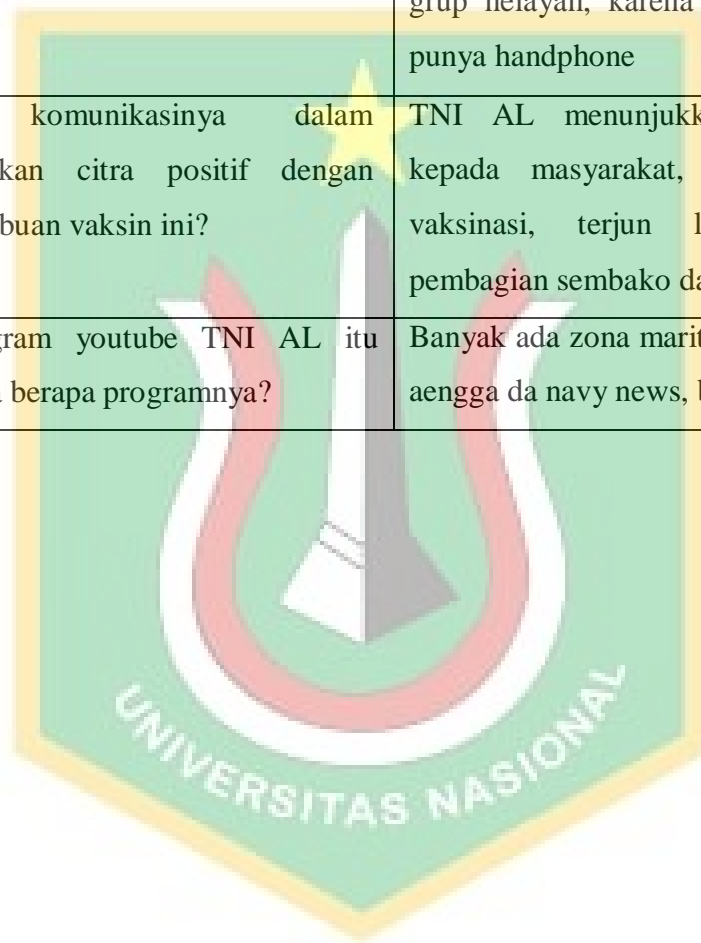 grup nelayan, karena
punya handphone
komunikasinya dalam
kan citra positif dengan
buan vaksin ini?
TNI AL menunjukk
kepada masyarakat,
vaksinasi, terjun l
pembagian sembako da
gram youtube TNI AL itu
a berapa programnya?
Banyak ada zona marit
aengga da navy news, b
UNIVERSITAS NASIONAL